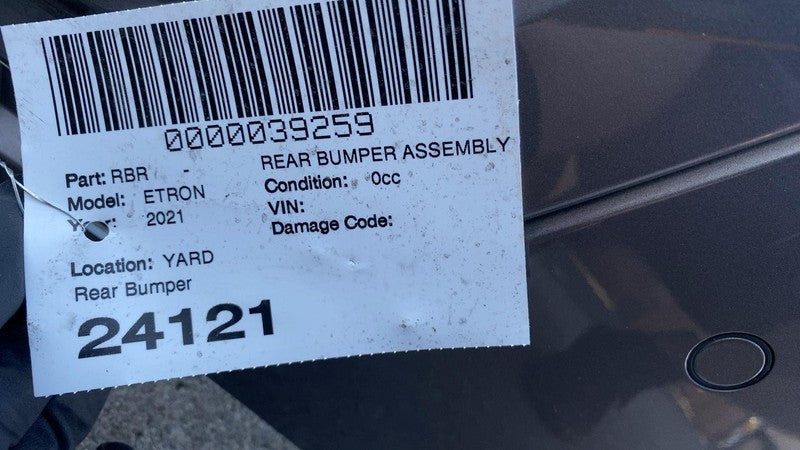 0000039259
Part: RBR - REAR BUMPER ASSEMBLY
Model: ETRON Condition: 0cc
2021 VIN:
Damage Code:
Location: YARD
Rear Bumper
24121